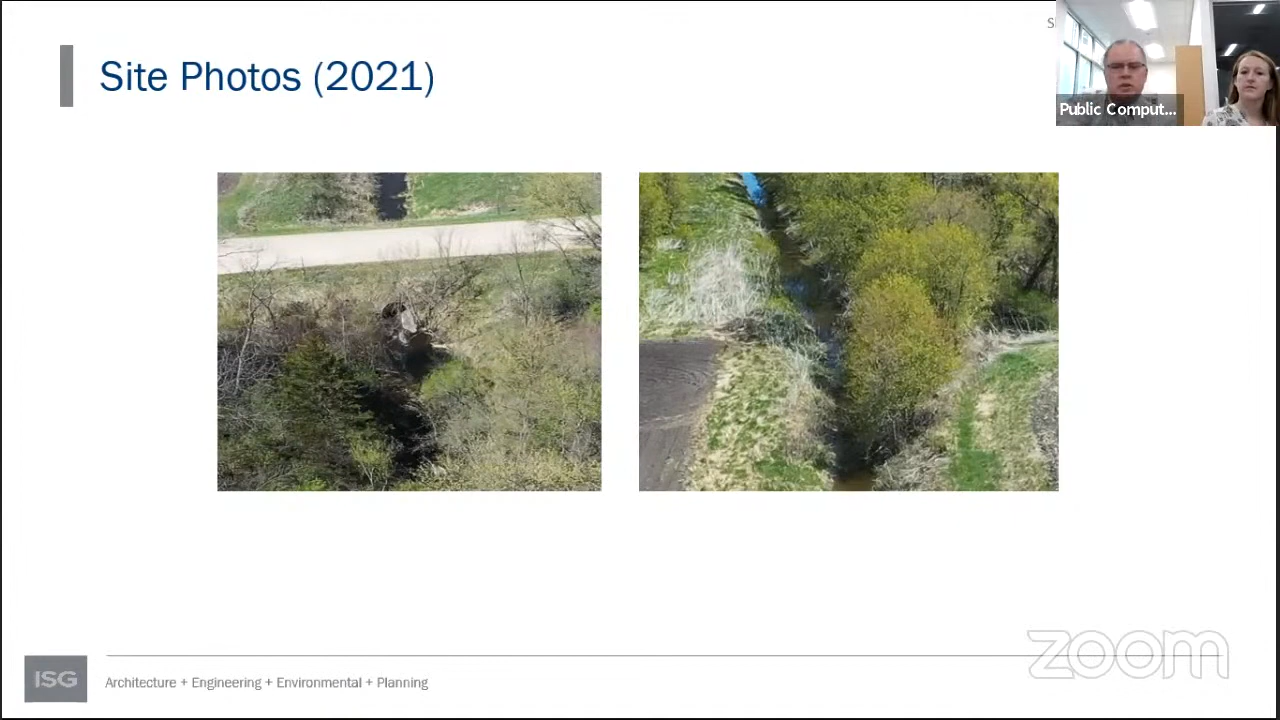 Site Photos (2021)
Public Comput...
ISG
Architecture + Engineering + Environmental + Planning
zoom